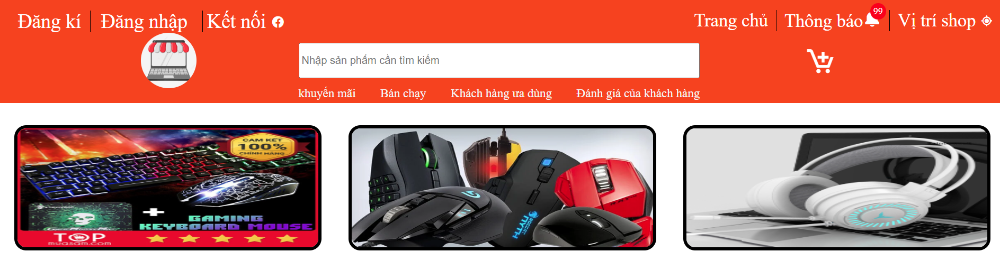 Đăng kí
Đăng nhập
Kết nối
Trang chủ
Thông báo
99
Vị trí shop
Nhập sản phẩm cần tìm kiếm
khuyến mãi
Bán chạy
Khách hàng ưa dùng
Đánh giá của khách hàng
CAM KẾT
100%
CHÍNH HÃNG
GAMING
KEYBOARD MOUSE
TOP
muasam.com
ROCCAT
MYTH